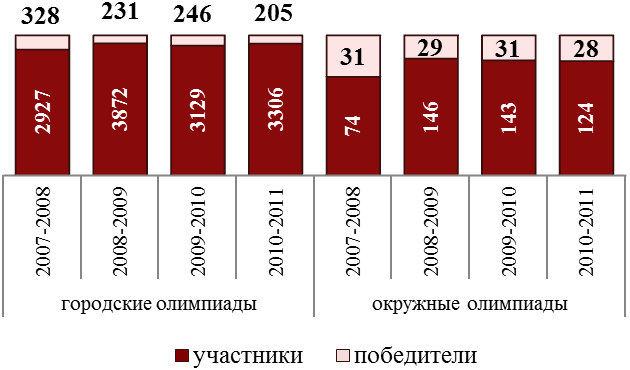 328 231 246 205
31 29 31 28
2927 3872 3129 3306 74 146 143 124
2007-2008 2008-2009 2009-2010 2010-2011 2007-2008 2008-2009 2009-2010 2010-2011
городские олимпиады окружные олимпиады
участники победители